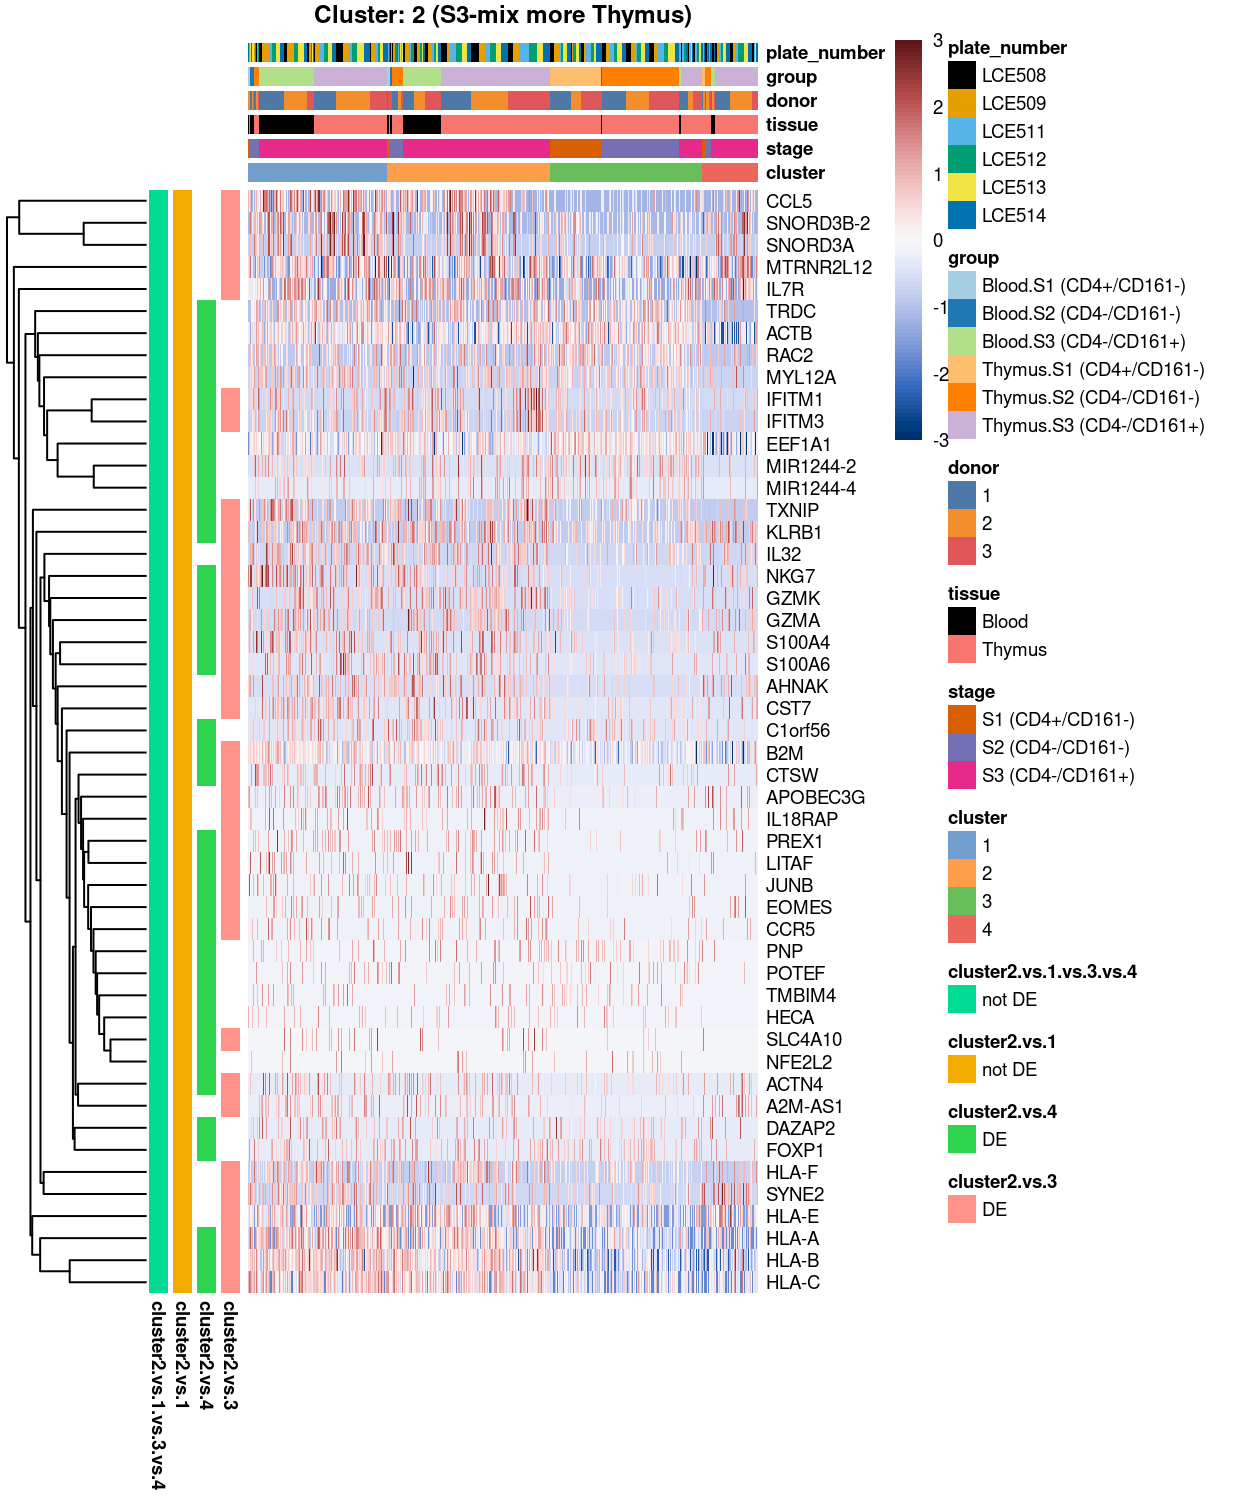 Cluster: 2 (S3-mix more Thymus)
plate_number
group
donor
tissue
stage
cluster
CCL5
SNORD3B-2
SNORD3A
MTRNR2L12
IL7R
TRDC
ACTB
RAC2
MYL12A
IFITM1
IFITM3
EEF1A1
MIR1244-2
MIR1244-4
TXNIP
KLRB1
IL32
NKG7
GZMK
GZMA
S100A4
S100A6
AHNAK
CST7
C1orf56
B2M
CTSW
APOBEC3G
IL18RAP
PREX1
LITAF
JUNB
EOMES
CCR5
PNP
POTEF
TMBIM4
HECA
SLC4A10
NFE2L2
ACTN4
A2M-AS1
DAZAP2
FOXP1
HLA-F
SYNE2
HLA-E
HLA-A
HLA-B
HLA-C
cluster2.vs.1.vs.3.vs.4
cluster2.vs.1
cluster2.vs.4
cluster2.vs.3
3
2
1
0
-1
-2
-3
plate_number
LCE508
LCE509
LCE511
LCE512
LCE513
LCE514
group
Blood.S1 (CD4+/CD161-)
Blood.S2 (CD4-/CD161-)
Blood.S3 (CD4-/CD161+)
Thymus.S1 (CD4+/CD161-)
Thymus.S2 (CD4-/CD161-)
Thymus.S3 (CD4-/CD161+)
donor
1
2
3
tissue
Blood
Thymus
stage
S1 (CD4+/CD161-)
S2 (CD4-/CD161-)
S3 (CD4-/CD161+)
cluster
1
2
3
4
cluster2.vs.1.vs.3.vs.4
not DE
cluster2.vs.1
not DE
cluster2.vs.4
DE
cluster2.vs.3
DE